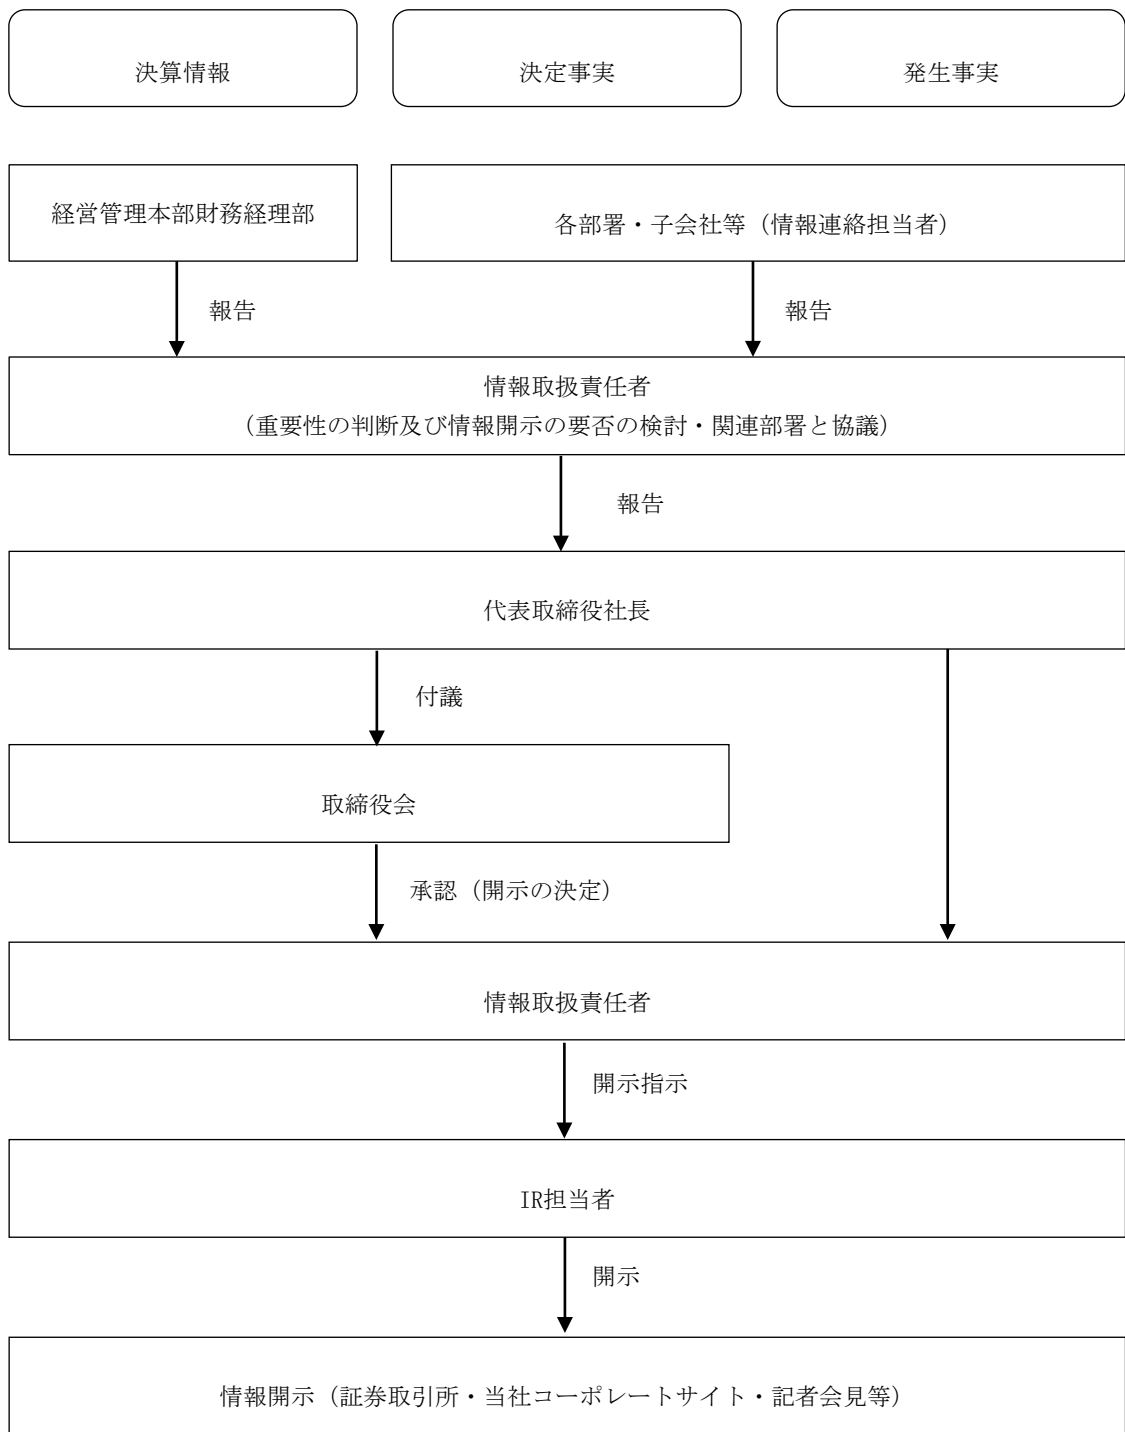 決算情報
決定事実
発生事実
経営管理本部財務経理部
各部署・子会社等（情報連絡担当者）
報告
報告
情報取扱責任者
（重要性の判断及び情報開示の要否の検討・関連部署と協議）
報告
代表取締役社長
付議
取締役会
承認（開示の決定）
情報取扱責任者
開示指示
IR担当者
開示
情報開示（証券取引所・当社コーポレートサイト・記者会見等）